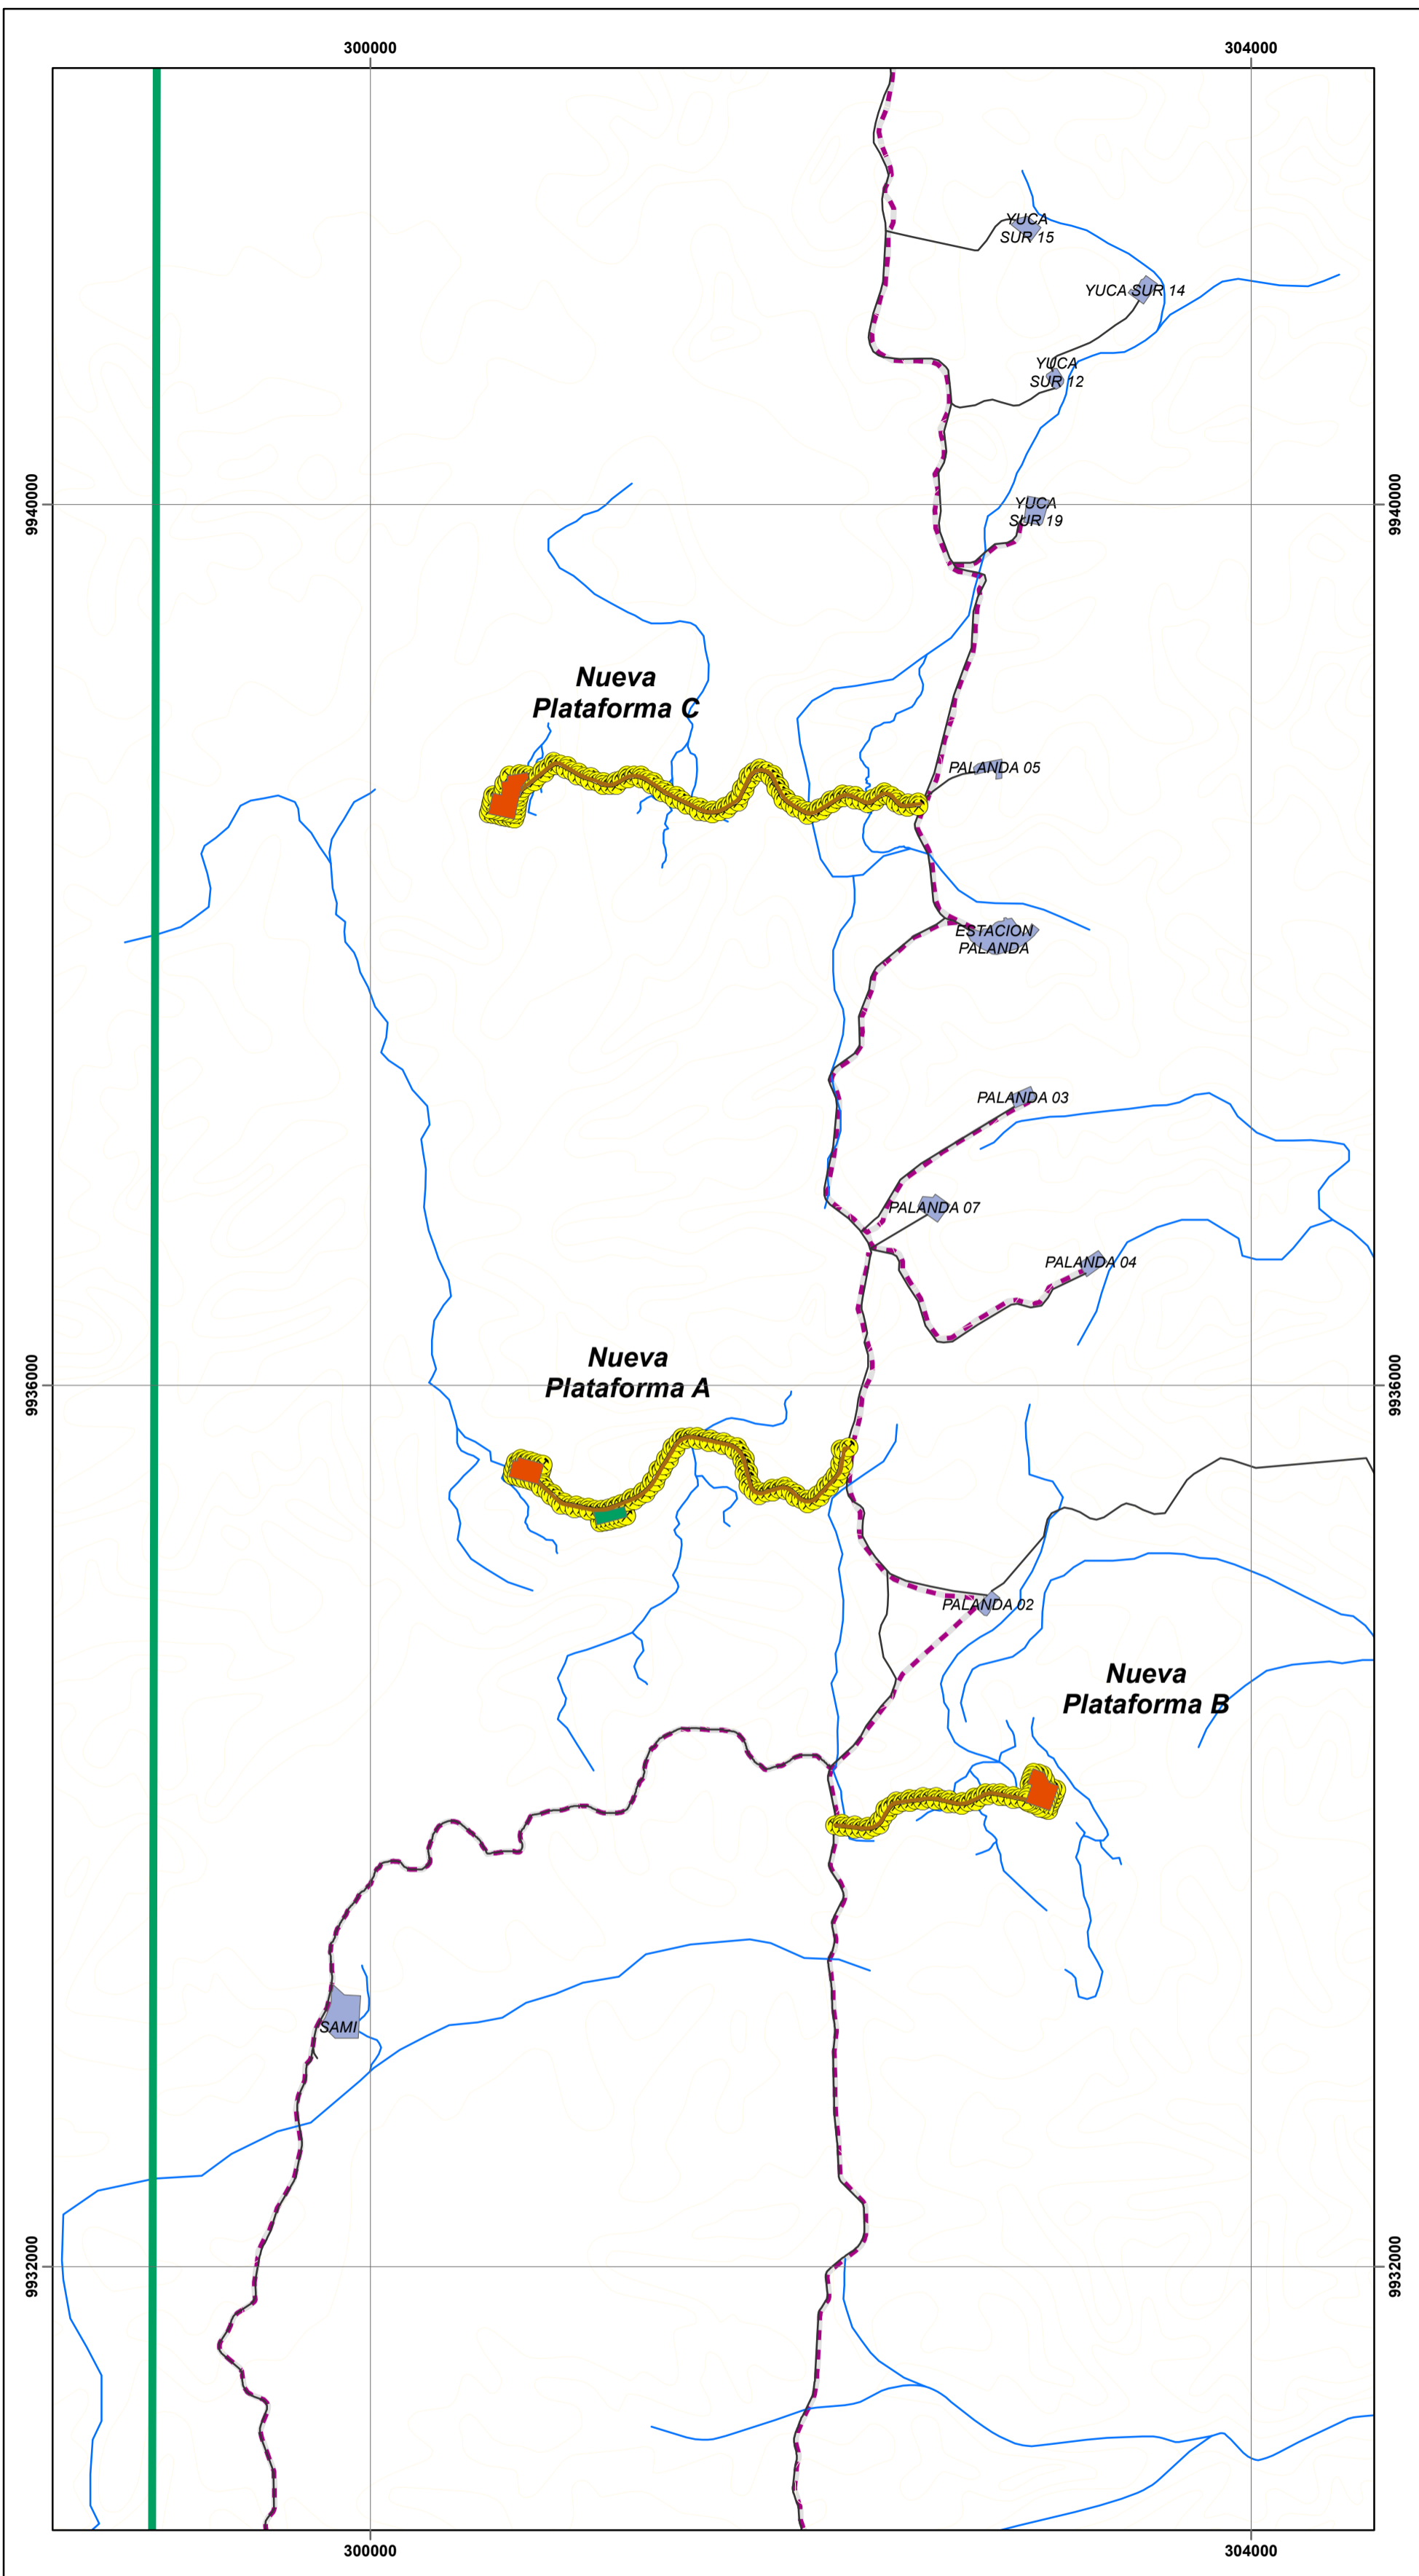 300000
304000
YUCA
SUR 15
YUCA SUR 14
YUCA
SUR 12
9940000
9940000
YUCA
SUR 19
Nueva
Plataforma C
PALANDA 05
ESTACION
PALANDA
PALANDA 03
PALANDA 07
PALANDA 04
Nueva
Plataforma A
9936000
9936000
PALANDA 02
Nueva
Plataforma B
SAMI
9932000
9932000
300000
304000